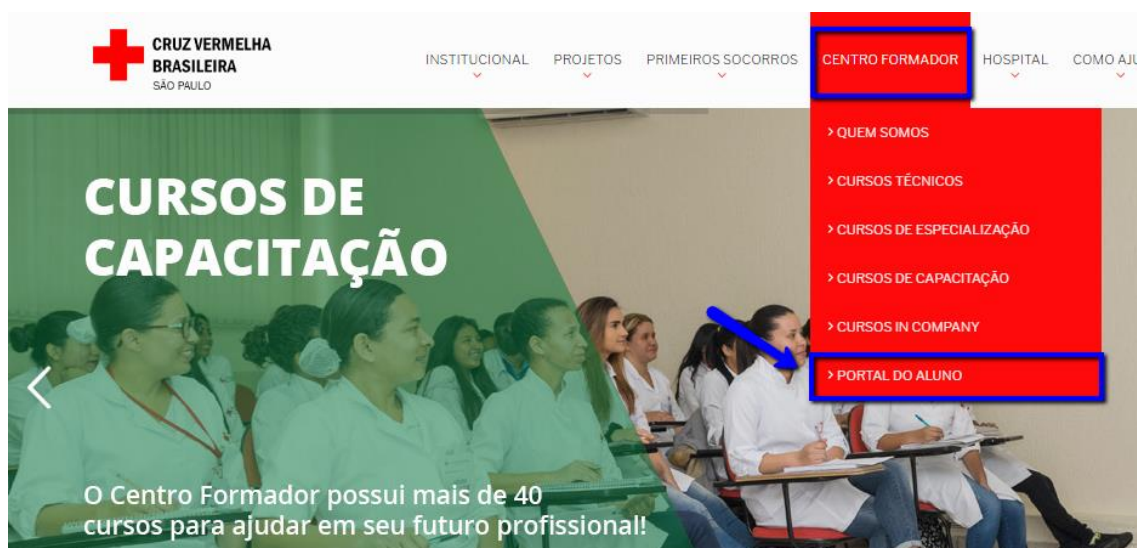 CRUZ VERMELHA
BRASILEIRA
SÃO PAULO
INSTITUCIONAL PROJETOS PRIMEIROS SOCORROS CENTRO FORMADOR HOSPITAL COMO AJU
> QUEM SOMOS
> CURSOS TÉCNICOS
> CURSOS DE ESPECIALIZAÇÃO
> CURSOS DE CAPACITAÇÃO
> CURSOS IN COMPANY
> PORTAL DO ALUNO
CURSOS DE
CAPACITAÇÃO
O Centro Formador possui mais de 40
cursos para ajudar em seu futuro profissional!